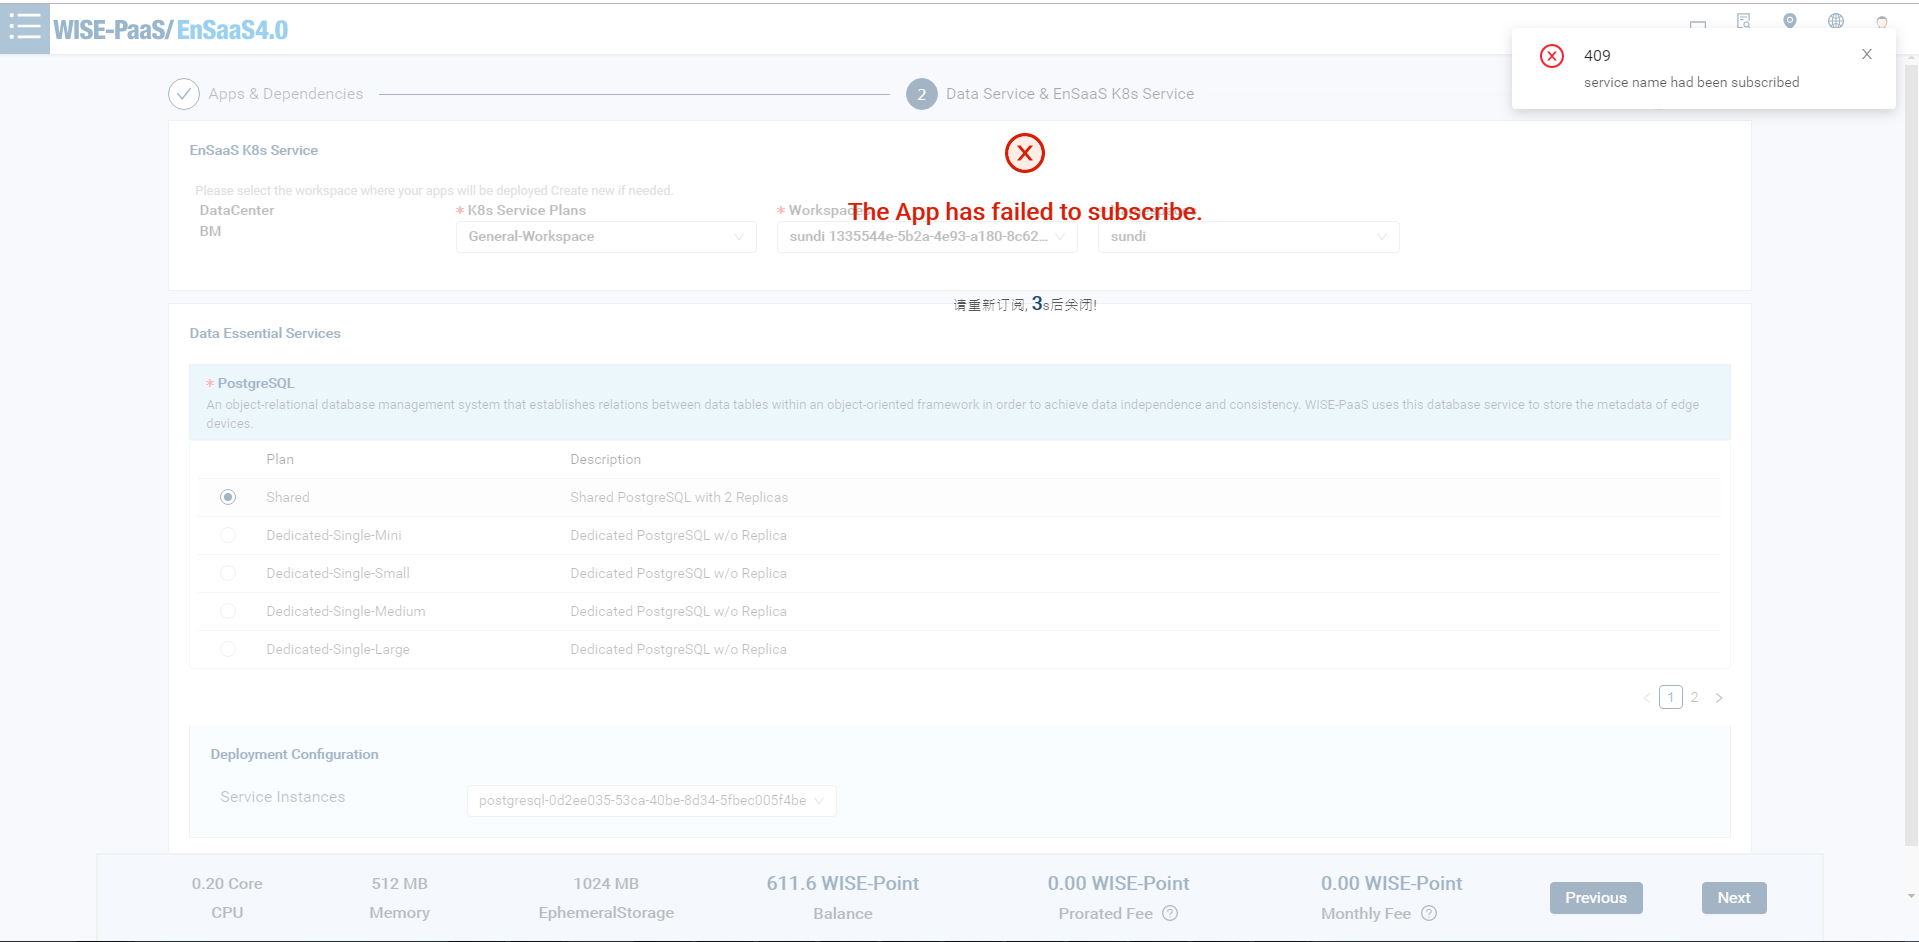 WISE-PaaS/ EnSaaS4.0
409
service name had been subscribed
Apps & Dependencies
2 Data Service & EnSaaS K8s Service
EnSaaS K8s Service
Please select the workspace where your apps will be deployed Create new if needed.
DataCenter
BM
* K8s Service Plans
General-Workspace
* Workspaces
sundi 1335544e-5b2a-4e93-a180-8c62...
sundi
The App has failed to subscribe.
请重新订阅, 3s后关闭!
Data Essential Services
* PostgreSQL
An object-relational database management system that establishes relations between data tables within an object-oriented framework in order to achieve data independence and consistency. WISE-PaaS uses this database service to store the metadata of edge
devices.
Plan Description
Shared Shared PostgreSQL with 2 Replicas
Dedicated-Single-Mini Dedicated PostgreSQL w/o Replica
Dedicated-Single-Small Dedicated PostgreSQL w/o Replica
Dedicated-Single-Medium Dedicated PostgreSQL w/o Replica
Dedicated-Single-Large Dedicated PostgreSQL w/o Replica
< 1 2 >
Deployment Configuration
Service Instances postgresql-0d2ee035-53ca-40be-8d34-5fbec005f4be
0.20 Core 512 MB 1024 MB 611.6 WISE-Point 0.00 WISE-Point 0.00 WISE-Point
CPU Memory EphemeralStorage Balance Prorated Fee Monthly Fee
Previous Next